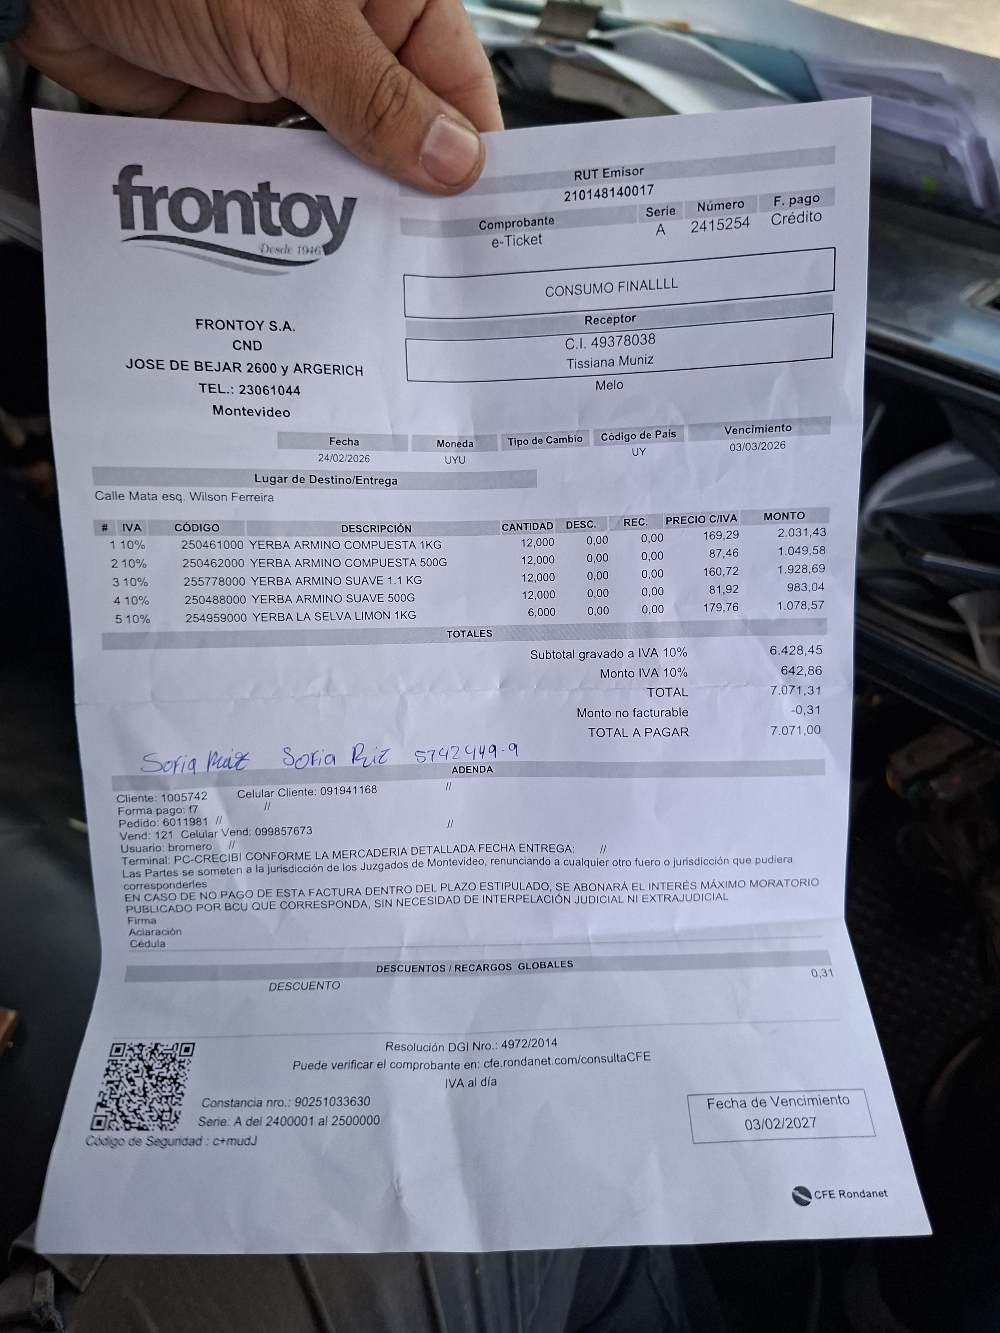 frontoy
Desde 1946
FRONTOY S.A.
CND
JOSE DE BEJAR 2600 y ARGERICH
TEL.: 23061044
Montevideo
RUT Emisor
210148140017
Comprobante Serie Número F. pago
e-Ticket A 2415254 Crédito
CONSUMO FINALLLL
Receptor
C.I. 49378038
Tissiana Muniz
Melo
Fecha Moneda Tipo de Cambio Código de País Vencimiento
24/02/2026 UYU UY 03/03/2026
Lugar de Destino/Entrega
Calle Mata esq. Wilson Ferreira
# IVA CÓDIGO DESCRIPCIÓN CANTIDAD DESC. REC. PRECIO C/IVA MONTO
1 10% 250461000 YERBA ARMINO COMPUESTA 1KG 12,000 0,00 0,00 169,29 2.031,43
2 10% 250462000 YERBA ARMINO COMPUESTA 500G 12,000 0,00 0,00 87,46 1.049,58
3 10% 255778000 YERBA ARMINO SUAVE 1.1 KG 12,000 0,00 0,00 160,72 1.928,69
4 10% 250488000 YERBA ARMINO SUAVE 500G 12,000 0,00 0,00 81,92 983,04
5 10% 254959000 YERBA LA SELVA LIMON 1KG 6,000 0,00 0,00 179,76 1.078,57
TOTALES
Subtotal gravado a IVA 10% 6.428,45
Monto IVA 10% 642,86
TOTAL 7.071,31
Monto no facturable -0,31
TOTAL A PAGAR 7.071,00
Sofia Ruiz Sofia Ruiz 5742449-9
ADENDA
Cliente: 1005742 Celular Cliente: 091941168 //
Forma pago: f7 //
Pedido: 6011981 //
Vend: 121 Celular Vend: 099857673 //
Usuario: bromero //
Terminal: PC-CRECIBI CONFORME LA MERCADERIA DETALLADA FECHA ENTREGA: //
Las Partes se someten a la jurisdicción de los Juzgados de Montevideo, renunciando a cualquier otro fuero o jurisdicción que pudiera
corresponderles
EN CASO DE NO PAGO DE ESTA FACTURA DENTRO DEL PLAZO ESTIPULADO, SE ABONARÁ EL INTERÉS MÁXIMO MORATORIO
PUBLICADO POR BCU QUE CORRESPONDA, SIN NECESIDAD DE INTERPELACIÓN JUDICIAL NI EXTRAJUDICIAL
Firma
Aclaración
Cédula
DESCUENTOS / RECARGOS GLOBALES
DESCUENTO 0,31
Resolución DGI Nro.: 4972/2014
Puede verificar el comprobante en: cfe.rondanet.com/consultaCFE
IVA al día
Constancia nro.: 90251033630
Serie: A del 2400001 al 2500000
Código de Seguridad : c+mudJ
Fecha de Vencimiento
03/02/2027
CFE Rondanet